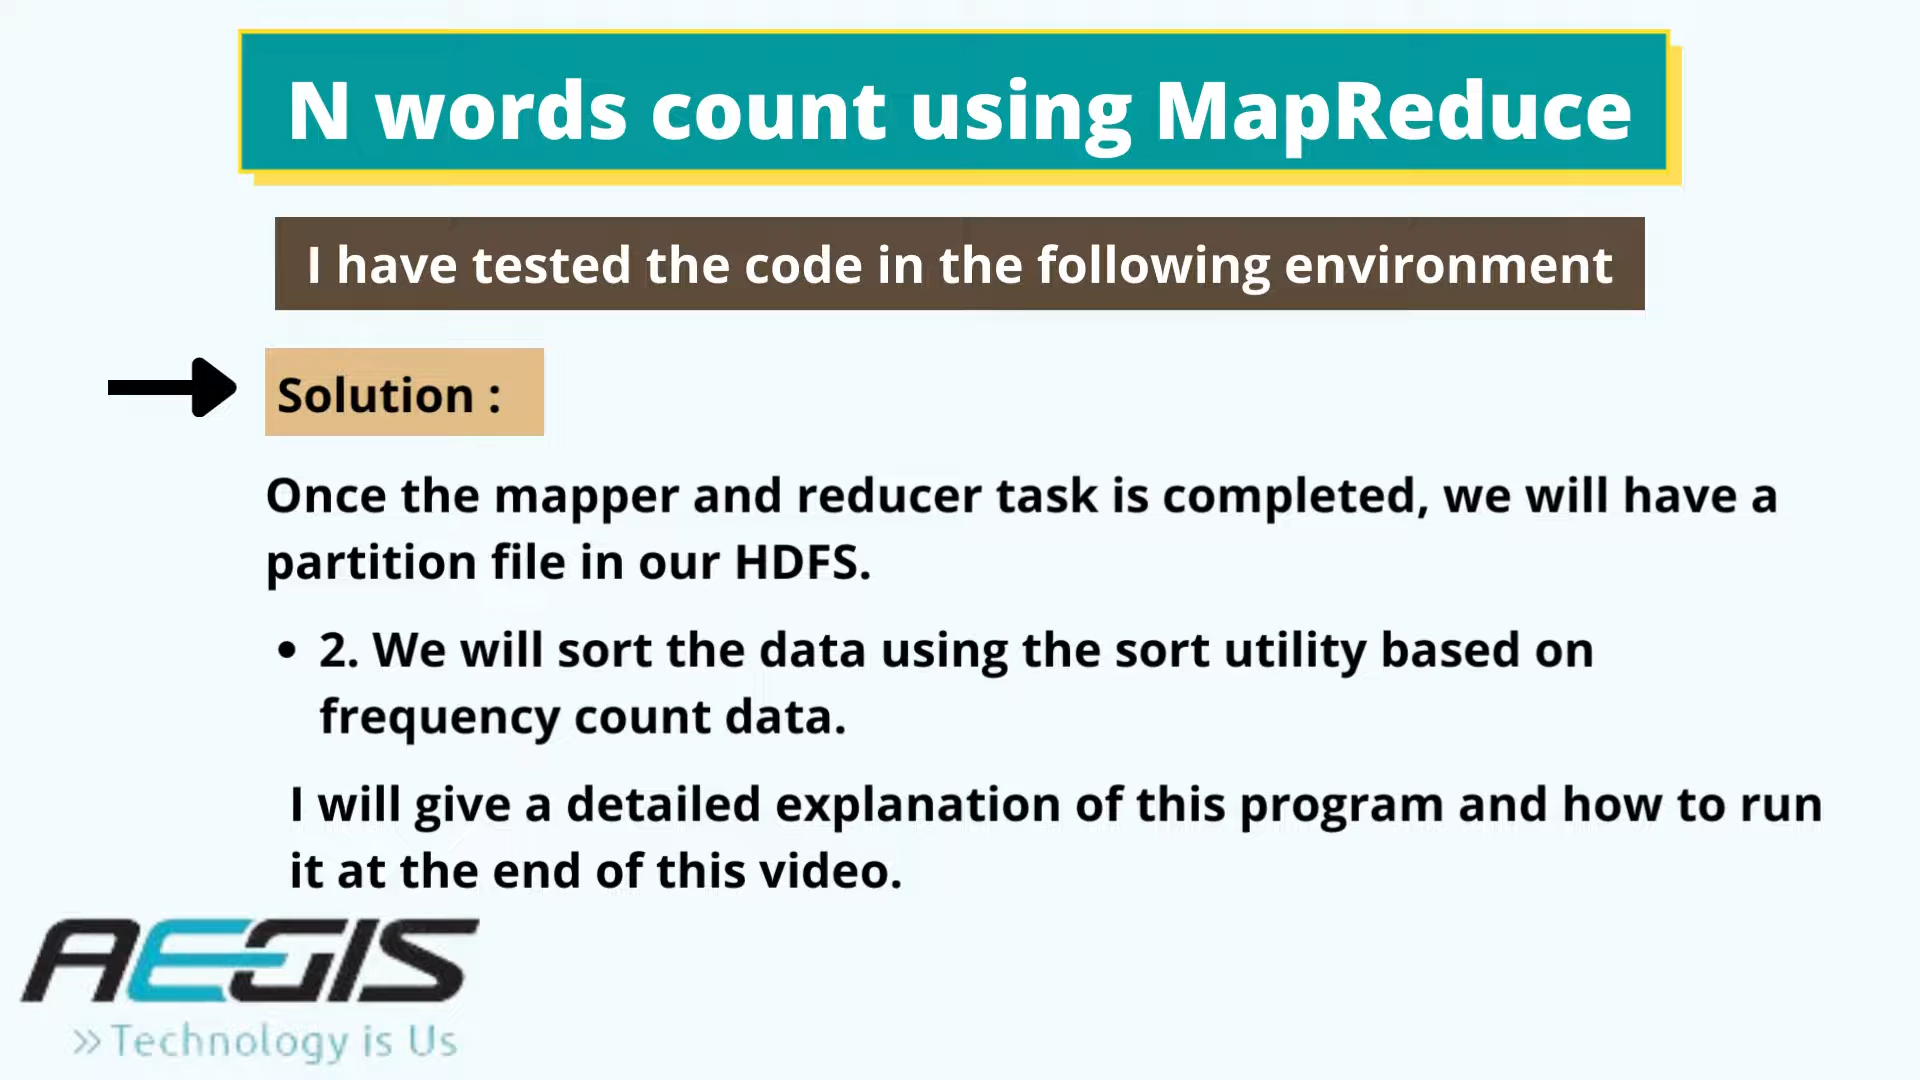 N words count using MapReduce
I have tested the code in the following environment
Solution :
Once the mapper and reducer task is completed, we will have a
partition file in our HDFS.
• 2. We will sort the data using the sort utility based on
frequency count data.
I will give a detailed explanation of this program and how to run
it at the end of this video.
AEGIS
»Technology is Us